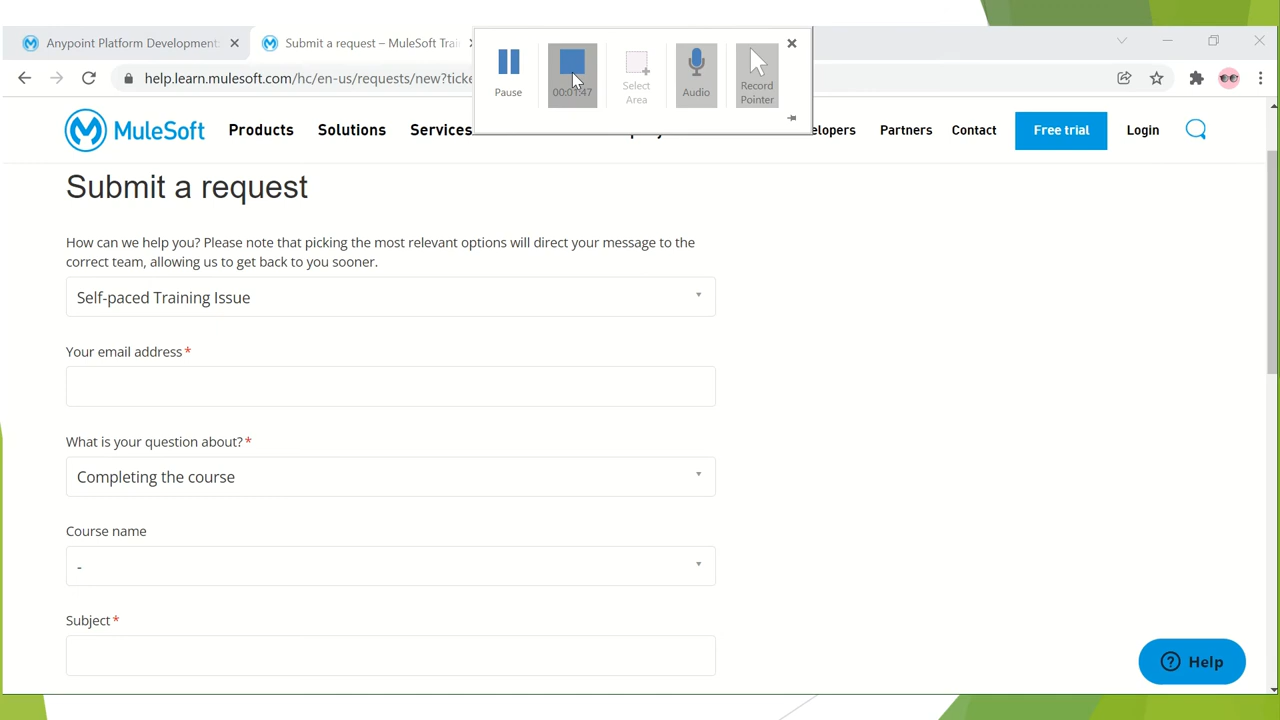 Anypoint Platform Development:
Submit a request – MuleSoft Trai
help.learn.mulesoft.com/hc/en-us/requests/new?ticke
Pause
00:01:47
Select
Area
Audio
Record
Pointer
MuleSoft
Products
Solutions
Services
Partners
Contact
Free trial
Login
Submit a request
How can we help you? Please note that picking the most relevant options will direct your message to the
correct team, allowing us to get back to you sooner.
Self-paced Training Issue
Your email address*
What is your question about?*
Completing the course
Course name
-
Subject*
Help